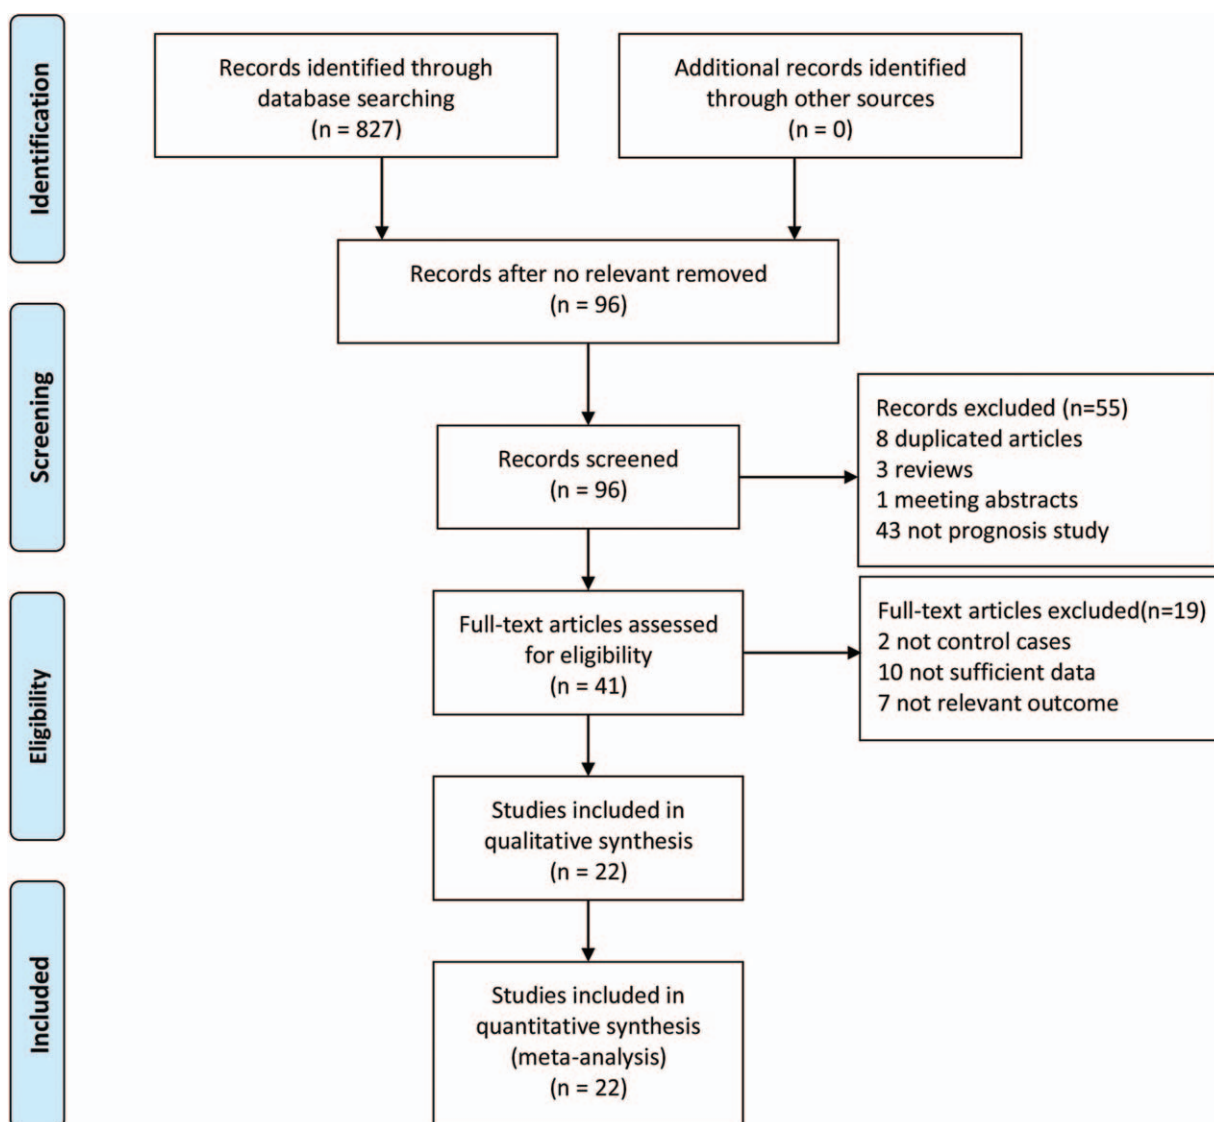 Identification
Records identified through
database searching
(n = 827)
Additional records identified
through other sources
(n = 0)
Records after no relevant removed
(n = 96)
Screening
Records screened
(n = 96)
Records excluded (n=55)
8 duplicated articles
3 reviews
1 meeting abstracts
43 not prognosis study
Eligibility
Full-text articles assessed
for eligibility
(n = 41)
Full-text articles excluded(n=19)
2 not control cases
10 not sufficient data
7 not relevant outcome
Studies included in
qualitative synthesis
(n = 22)
Included
Studies included in
quantitative synthesis
(meta-analysis)
(n = 22)